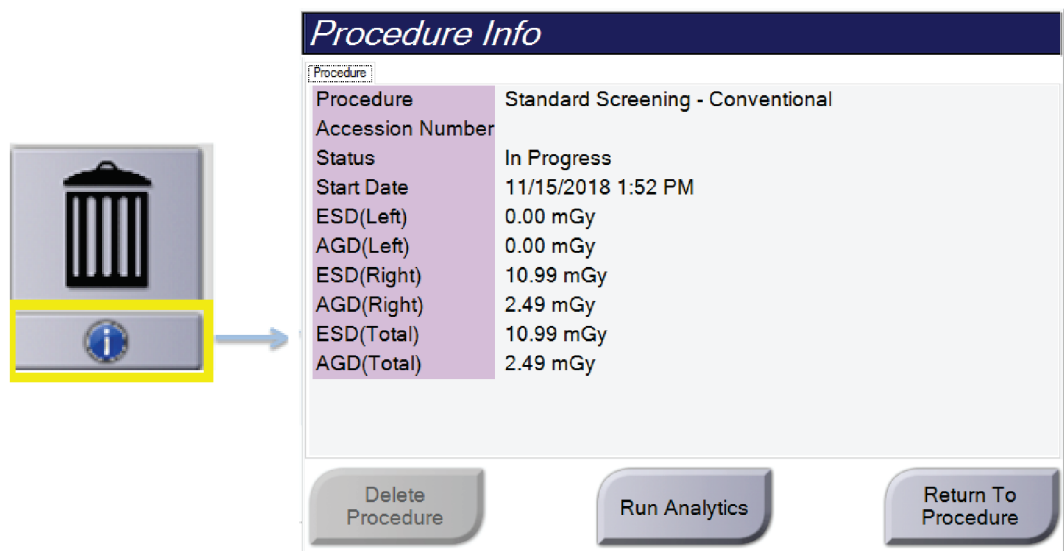 Procedure Info
Procedure
Procedure Standard Screening - Conventional
Accession Number
Status In Progress
Start Date 11/15/2018 1:52 PM
ESD(Left) 0.00 mGy
AGD(Left) 0.00 mGy
ESD(Right) 10.99 mGy
AGD(Right) 2.49 mGy
ESD(Total) 10.99 mGy
AGD(Total) 2.49 mGy
i
Delete
Procedure
Run Analytics
Return To
Procedure